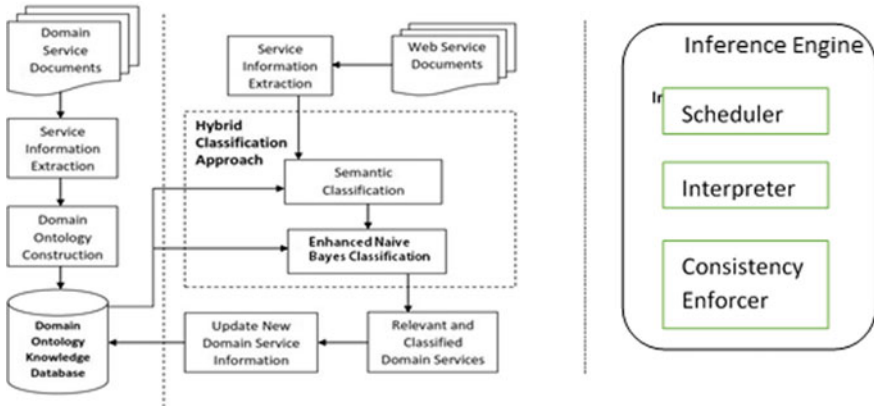 Domain
Service
Documents
Service
Information
Extraction
Domain
Ontology
Construction
Domain
Ontology
Knowledge
Database
Service
Information
Extraction
Web Service
Documents
Hybrid
Classification
Approach
Semantic
Classification
Enhanced Naive
Bayes Classification
Update New
Domain Service
Information
Relevant and
Classified
Domain Services
Inference Engine
Scheduler
Interpreter
Consistency
Enforcer